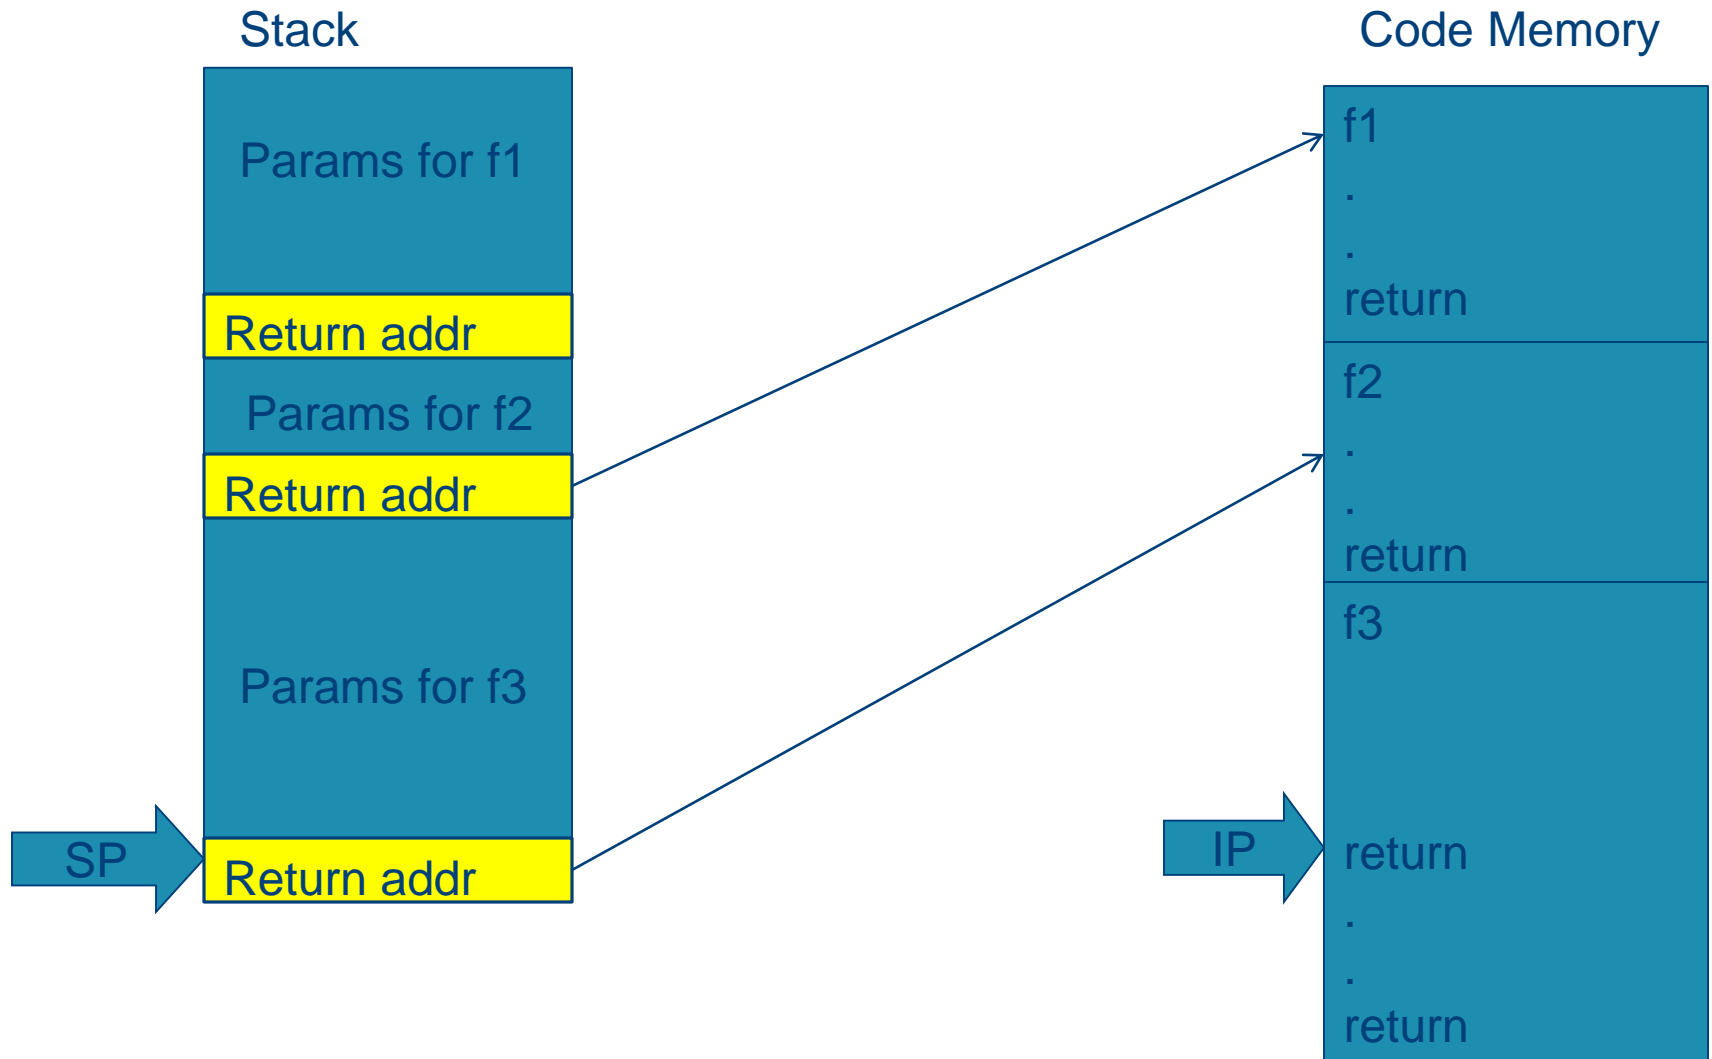 Stack
Params for f1
Return addr
Params for f2
Return addr
Params for f3
SP
Return addr
Code Memory
f1
.
.
return
f2
.
.
return
f3
IP
return
.
.
return